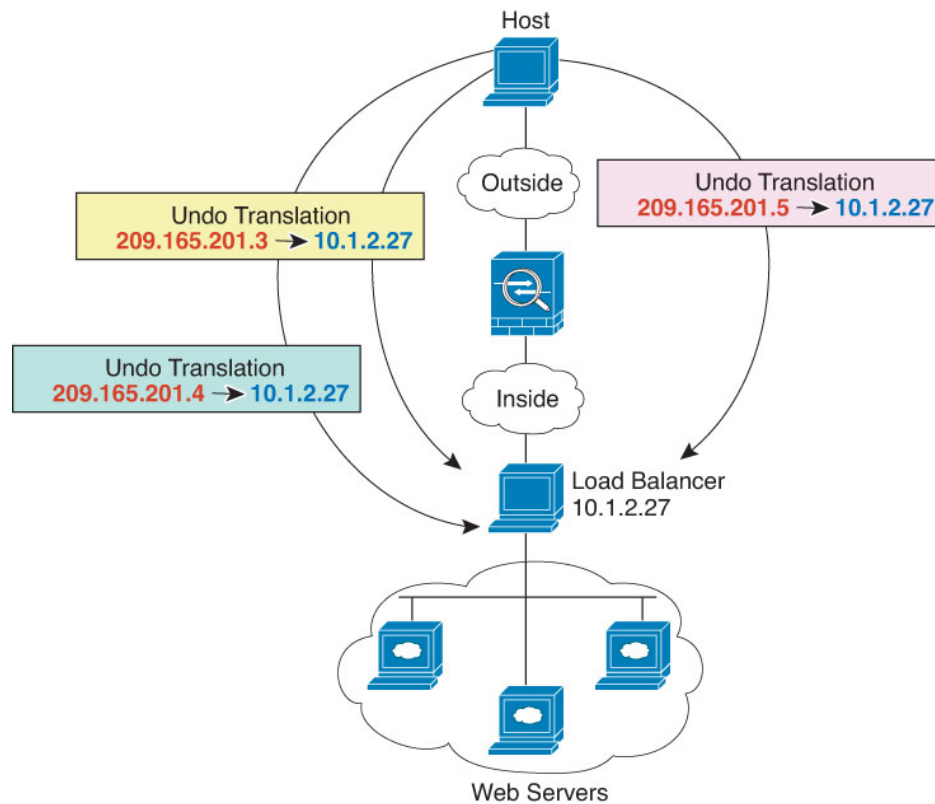 Host
Outside
Undo Translation
209.165.201.3 → 10.1.2.27
Undo Translation
209.165.201.5 → 10.1.2.27
Undo Translation
209.165.201.4 → 10.1.2.27
Inside
Load Balancer
10.1.2.27
Web Servers